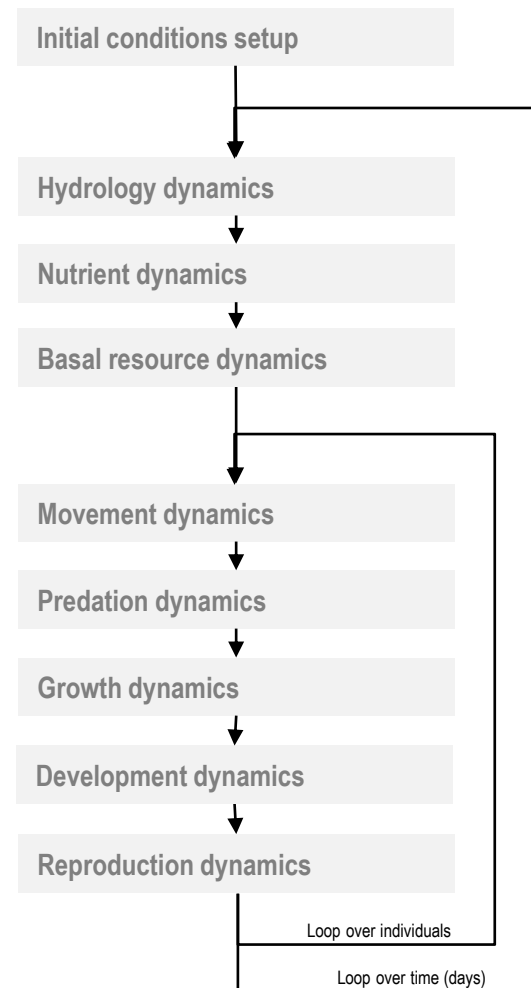 Initial conditions setup
Hydrology dynamics
Nutrient dynamics
Basal resource dynamics
Movement dynamics
Predation dynamics
Growth dynamics
Development dynamics
Reproduction dynamics
Loop over individuals
Loop over time (days)